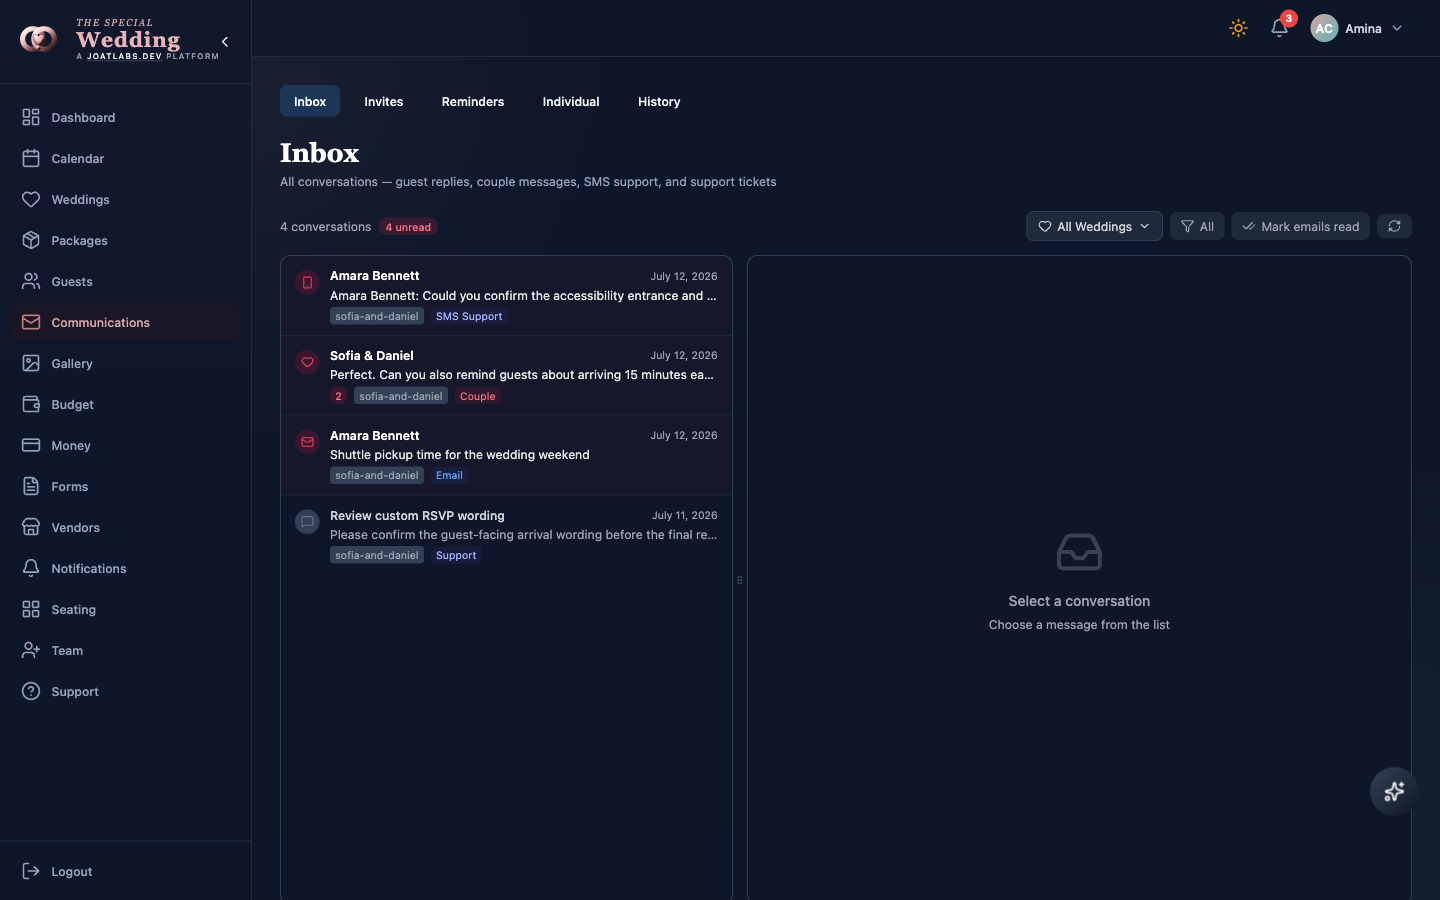 THE SPECIAL
Wedding
A JOATLABS.DEV PLATFORM
3
AC
Amina
Dashboard
Calendar
Weddings
Packages
Guests
Communications
Gallery
Budget
Money
Forms
Vendors
Notifications
Seating
Team
Support
Logout
Inbox
Invites
Reminders
Individual
History
Inbox
All conversations — guest replies, couple messages, SMS support, and support tickets
4 conversations
4 unread
All Weddings
All
Mark emails read
Amara Bennett
July 12, 2026
Amara Bennett: Could you confirm the accessibility entrance and ...
sofia-and-daniel
SMS Support
Sofia & Daniel
July 12, 2026
Perfect. Can you also remind guests about arriving 15 minutes ea...
2
sofia-and-daniel
Couple
Amara Bennett
July 12, 2026
Shuttle pickup time for the wedding weekend
sofia-and-daniel
Email
Review custom RSVP wording
July 11, 2026
Please confirm the guest-facing arrival wording before the final re...
sofia-and-daniel
Support
Select a conversation
Choose a message from the list